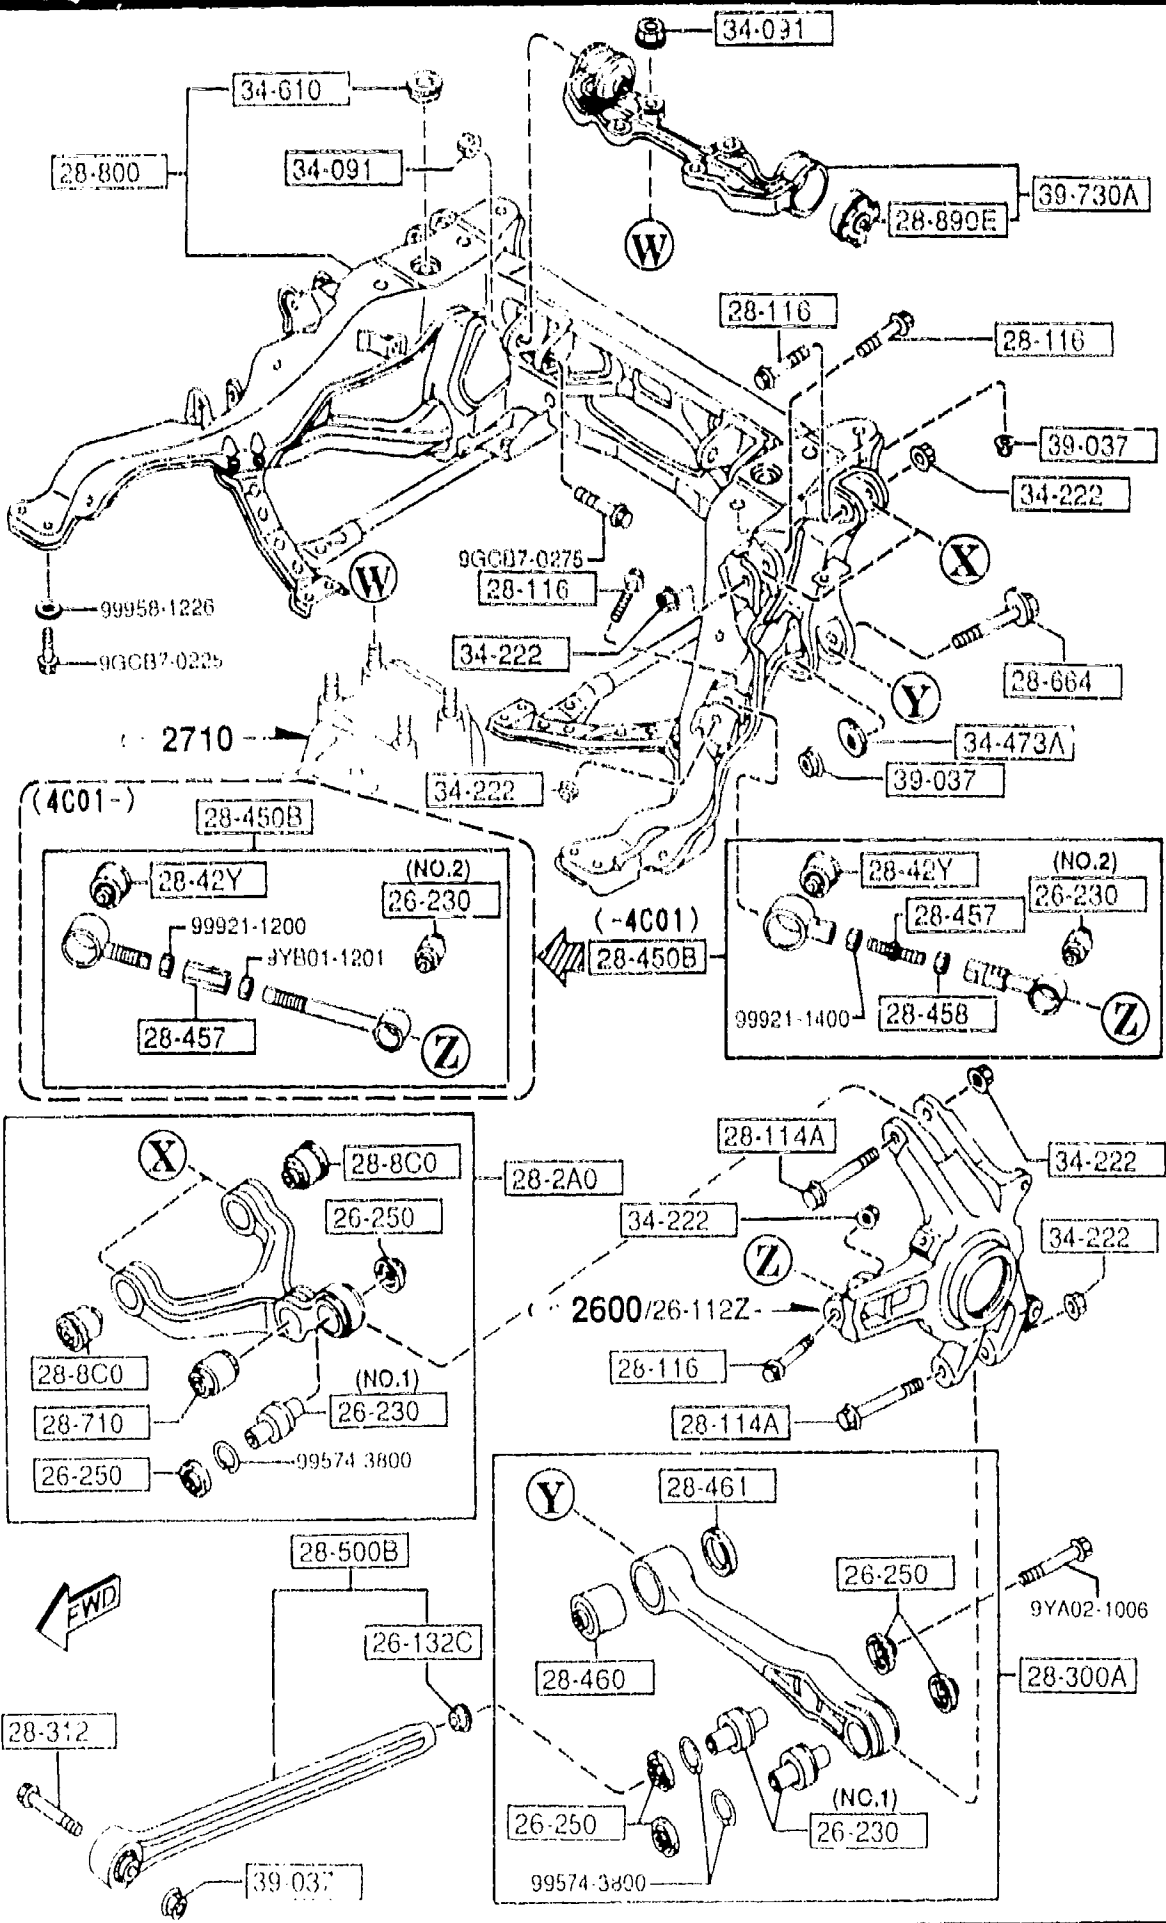 34-091
34-610
34-091
28-800
39-730A
28-890E
W
28-116
28-116
39-037
34-222
X
9GCB7-0275
28-116
W
99958-1226
34-222
9GCB7-0225
28-664
Y
2710
34-473A
39-037
34-222
(4C01-)
28-450B
28-42Y
(NO.2)
26-230
99921-1200
9YB01-1201
28-457
Z
(-4C01)
28-450B
28-42Y
(NO.2)
26-230
28-457
99921-1400
28-458
Z
X
28-8C0
28-2A0
26-250
28-8C0
28-710
(NO.1)
26-230
26-250
99574-3800
28-114A
34-222
34-222
34-222
Z
2600/26-112Z
28-116
28-114A
Y
28-461
26-250
9YA02-1006
28-460
28-300A
26-250
(NO.1)
26-230
99574-3800
28-500B
FWD
26-132C
28-312
39-037